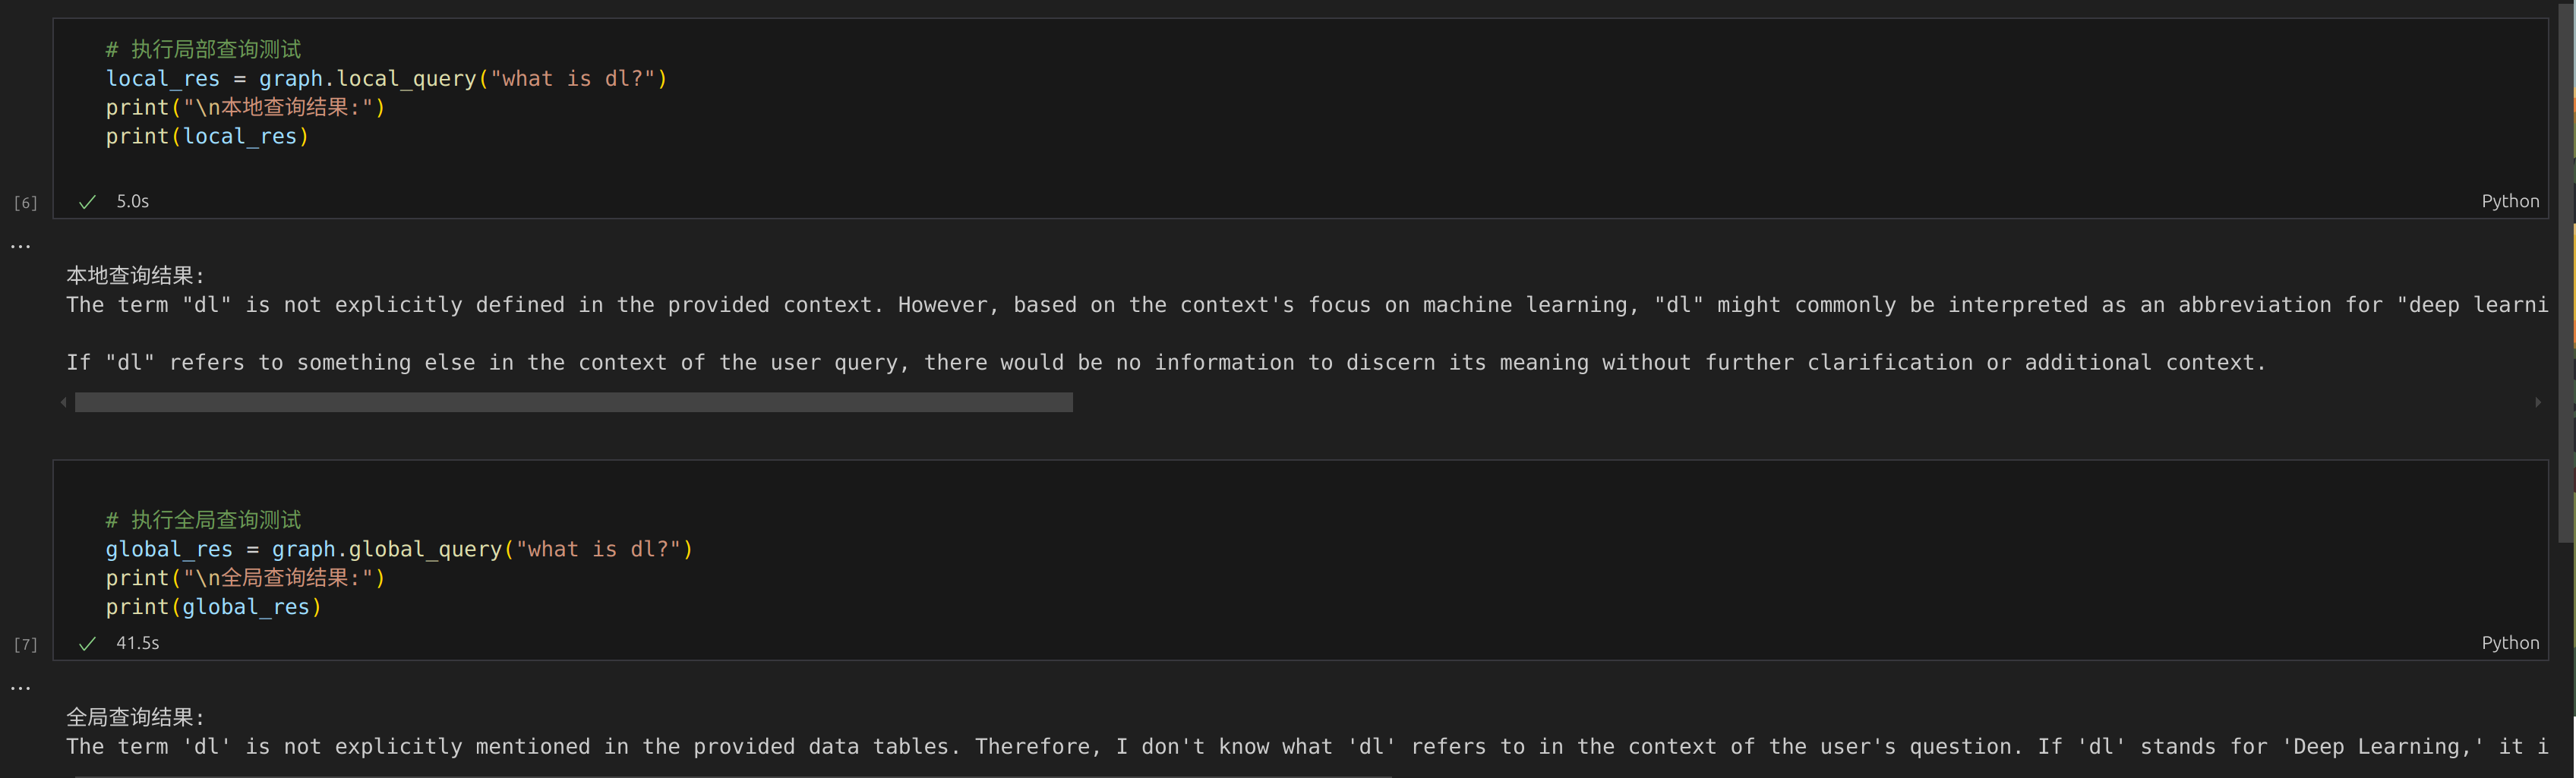 # 执行局部查询测试
local_res = graph.local_query("what is dl?")
print("\n本地查询结果:")
print(local_res)
[6]
5.0s
Python
...
本地查询结果:
The term "dl" is not explicitly defined in the provided context. However, based on the context's focus on machine learning, "dl" might commonly be interpreted as an abbreviation for "deep learni
If "dl" refers to something else in the context of the user query, there would be no information to discern its meaning without further clarification or additional context.
# 执行全局查询测试
global_res = graph.global_query("what is dl?")
print("\n全局查询结果:")
print(global_res)
[7]
41.5s
Python
...
全局查询结果:
The term 'dl' is not explicitly mentioned in the provided data tables. Therefore, I don't know what 'dl' refers to in the context of the user's question. If 'dl' stands for 'Deep Learning,' it i